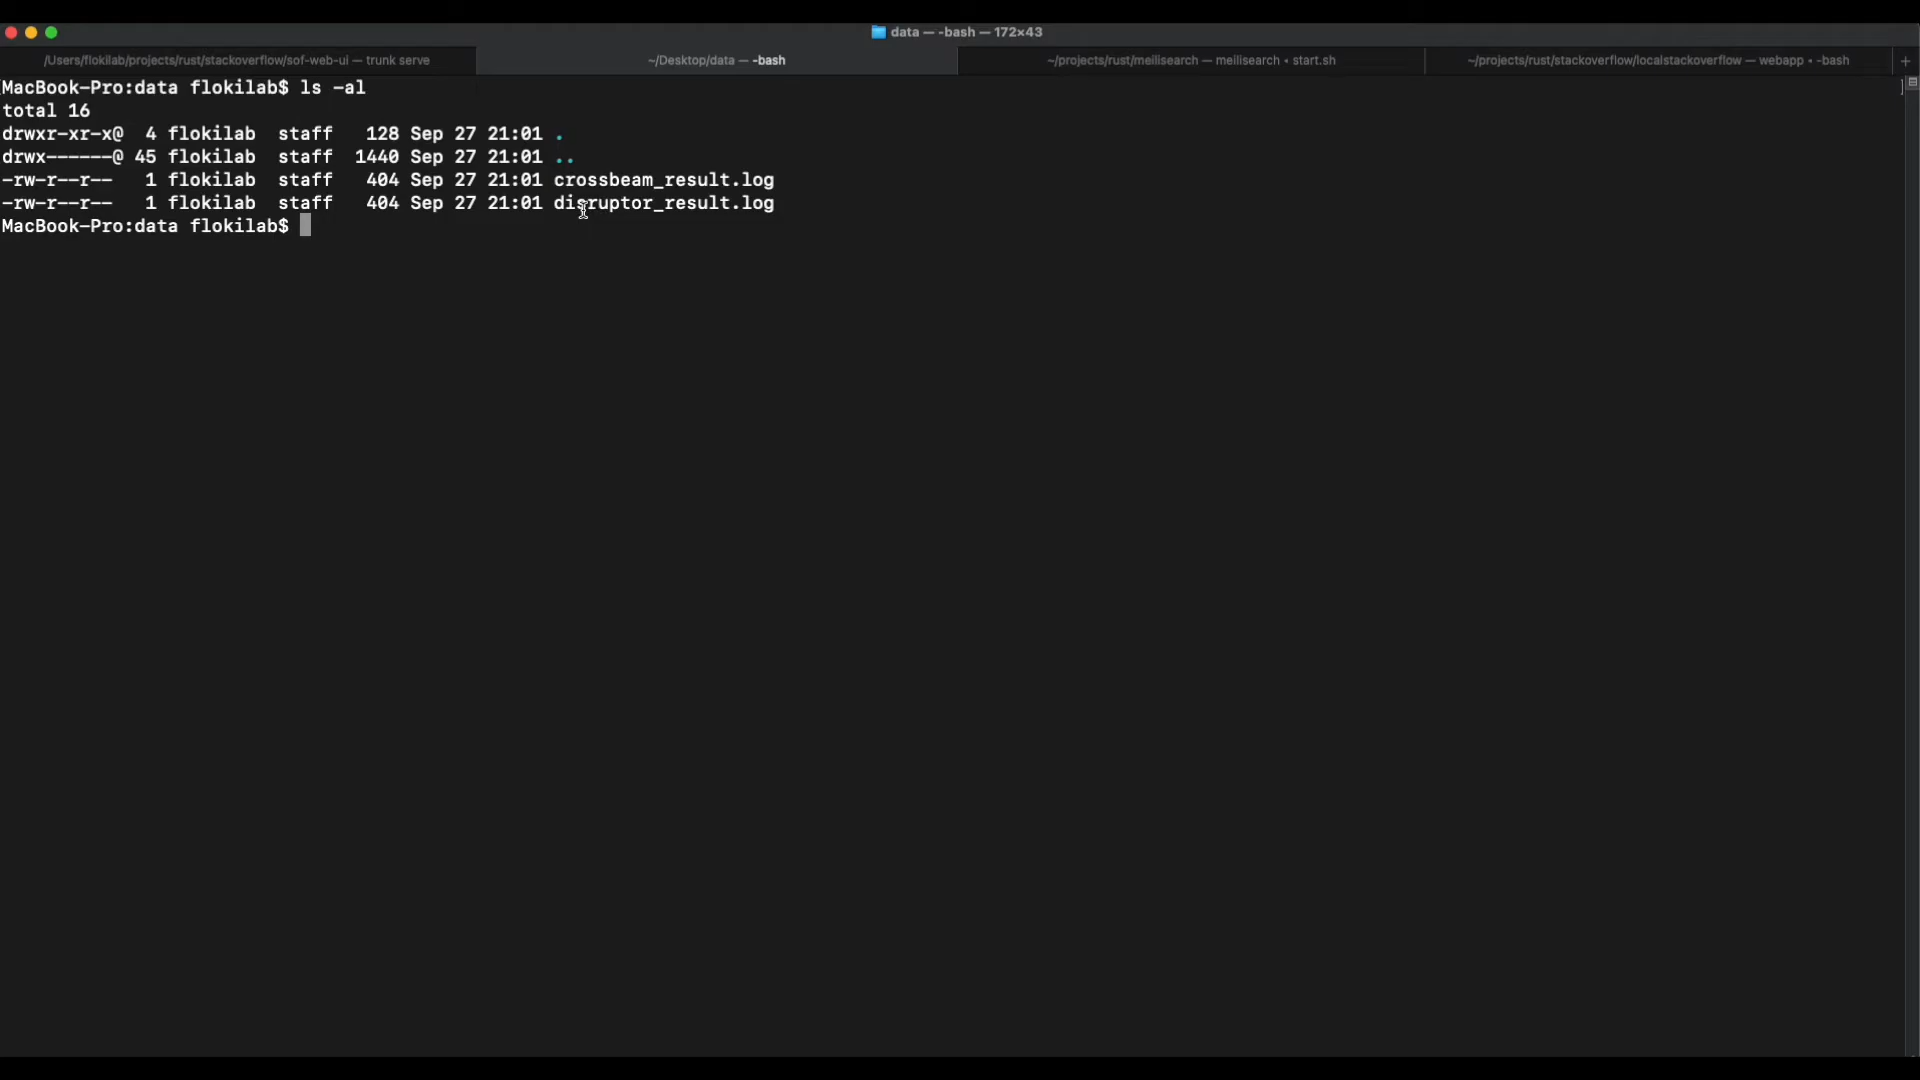 data — -bash — 172×43
/Users/flokilab/projects/rust/stackoverflow/sof-web-ui — trunk serve
~/Desktop/data — -bash
~/projects/rust/meilisearch — meilisearch • start.sh
~/projects/rust/stackoverflow/localstackoverflow — webapp • -bash
+
MacBook-Pro:data flokilab$ ls -al
total 16
drwxr-xr-x@  4 flokilab  staff   128 Sep 27 21:01 .
drwx------@ 45 flokilab  staff  1440 Sep 27 21:01 ..
-rw-r--r--   1 flokilab  staff   404 Sep 27 21:01 crossbeam_result.log
-rw-r--r--   1 flokilab  staff   404 Sep 27 21:01 disruptor_result.log
MacBook-Pro:data flokilab$